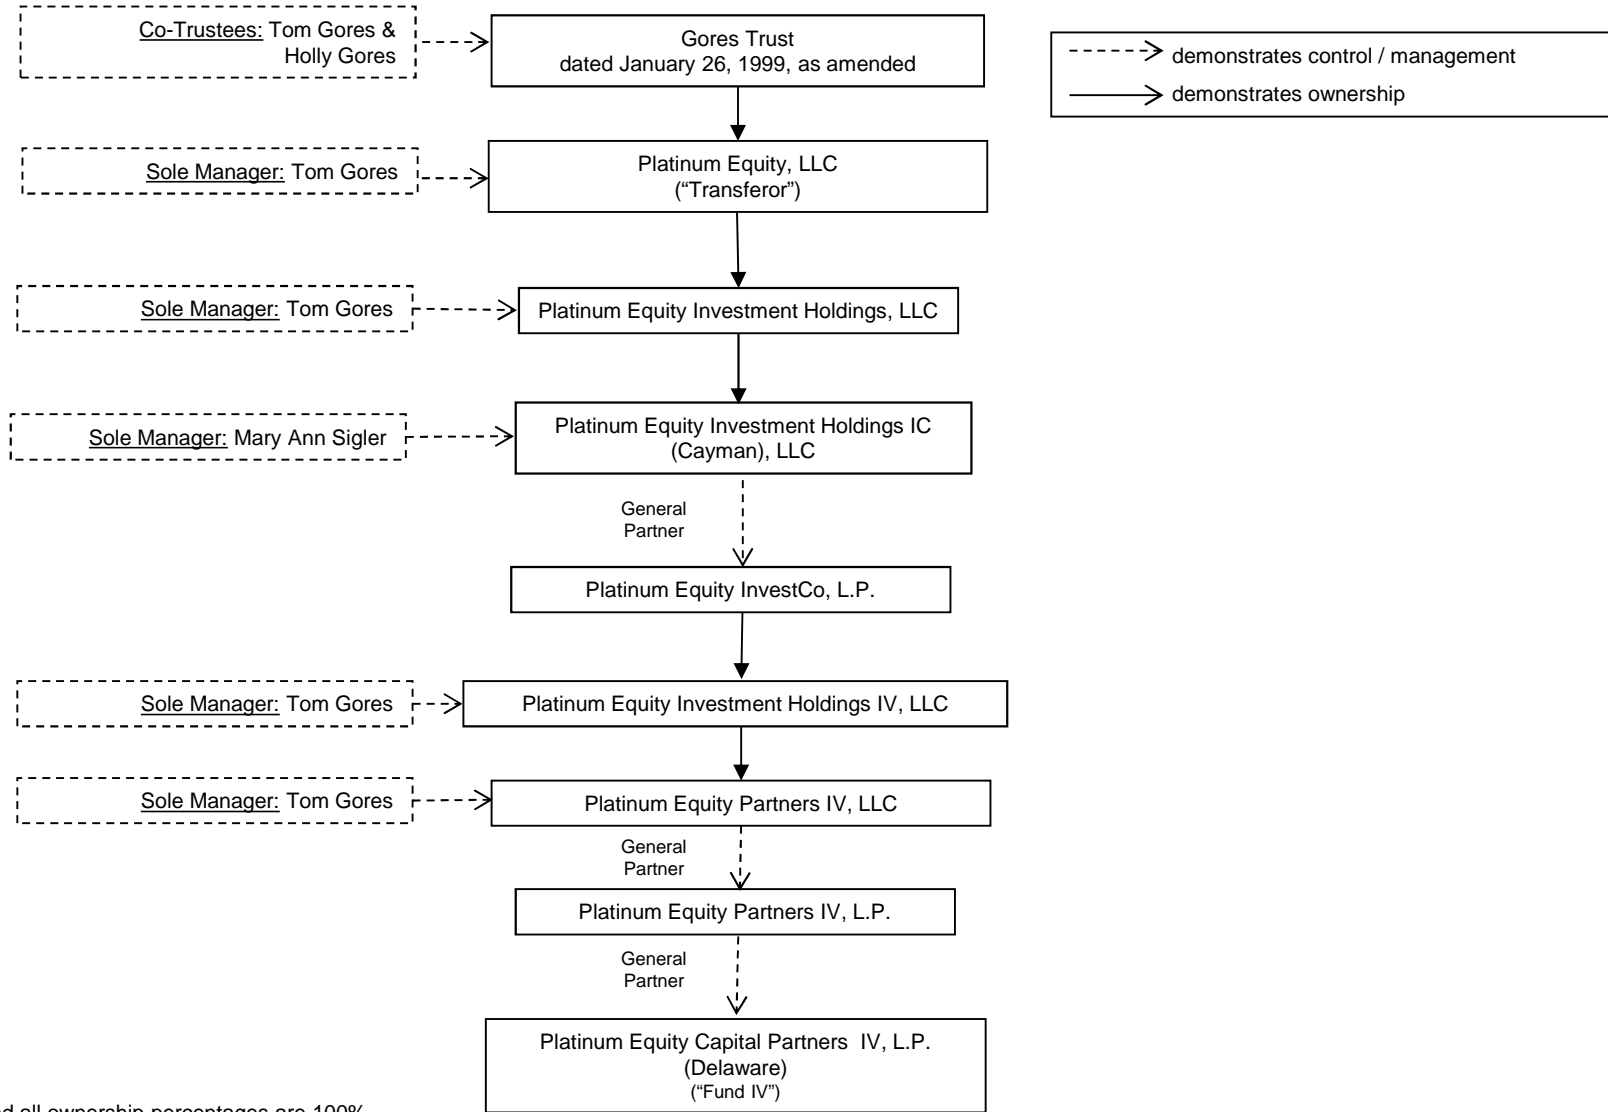 Co-Trustees: Tom Gores &
Holly Gores
Gores Trust
dated January 26, 1999, as amended
demonstrates control / management
demonstrates ownership
Sole Manager: Tom Gores
Platinum Equity, LLC
(“Transferor”)
Sole Manager: Tom Gores
Platinum Equity Investment Holdings, LLC
Sole Manager: Mary Ann Sigler
Platinum Equity Investment Holdings IC
(Cayman), LLC
General
Partner
Platinum Equity InvestCo, L.P.
Sole Manager: Tom Gores
Platinum Equity Investment Holdings IV, LLC
Sole Manager: Tom Gores
Platinum Equity Partners IV, LLC
General
Partner
Platinum Equity Partners IV, L.P.
General
Partner
Platinum Equity Capital Partners IV, L.P.
(Delaware)
(“Fund IV”)
all ownership percentages are 100%